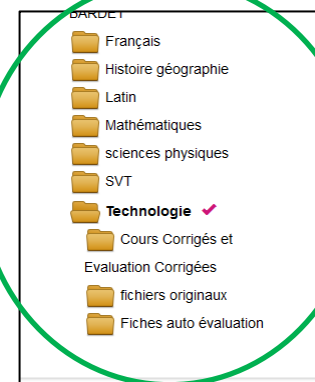 BARDET
Français
Histoire géographie
Latin
Mathématiques
sciences physiques
SVT
Technologie
Cours Corrigés et
Evaluation Corrigées
fichiers originaux
Fiches auto évaluation